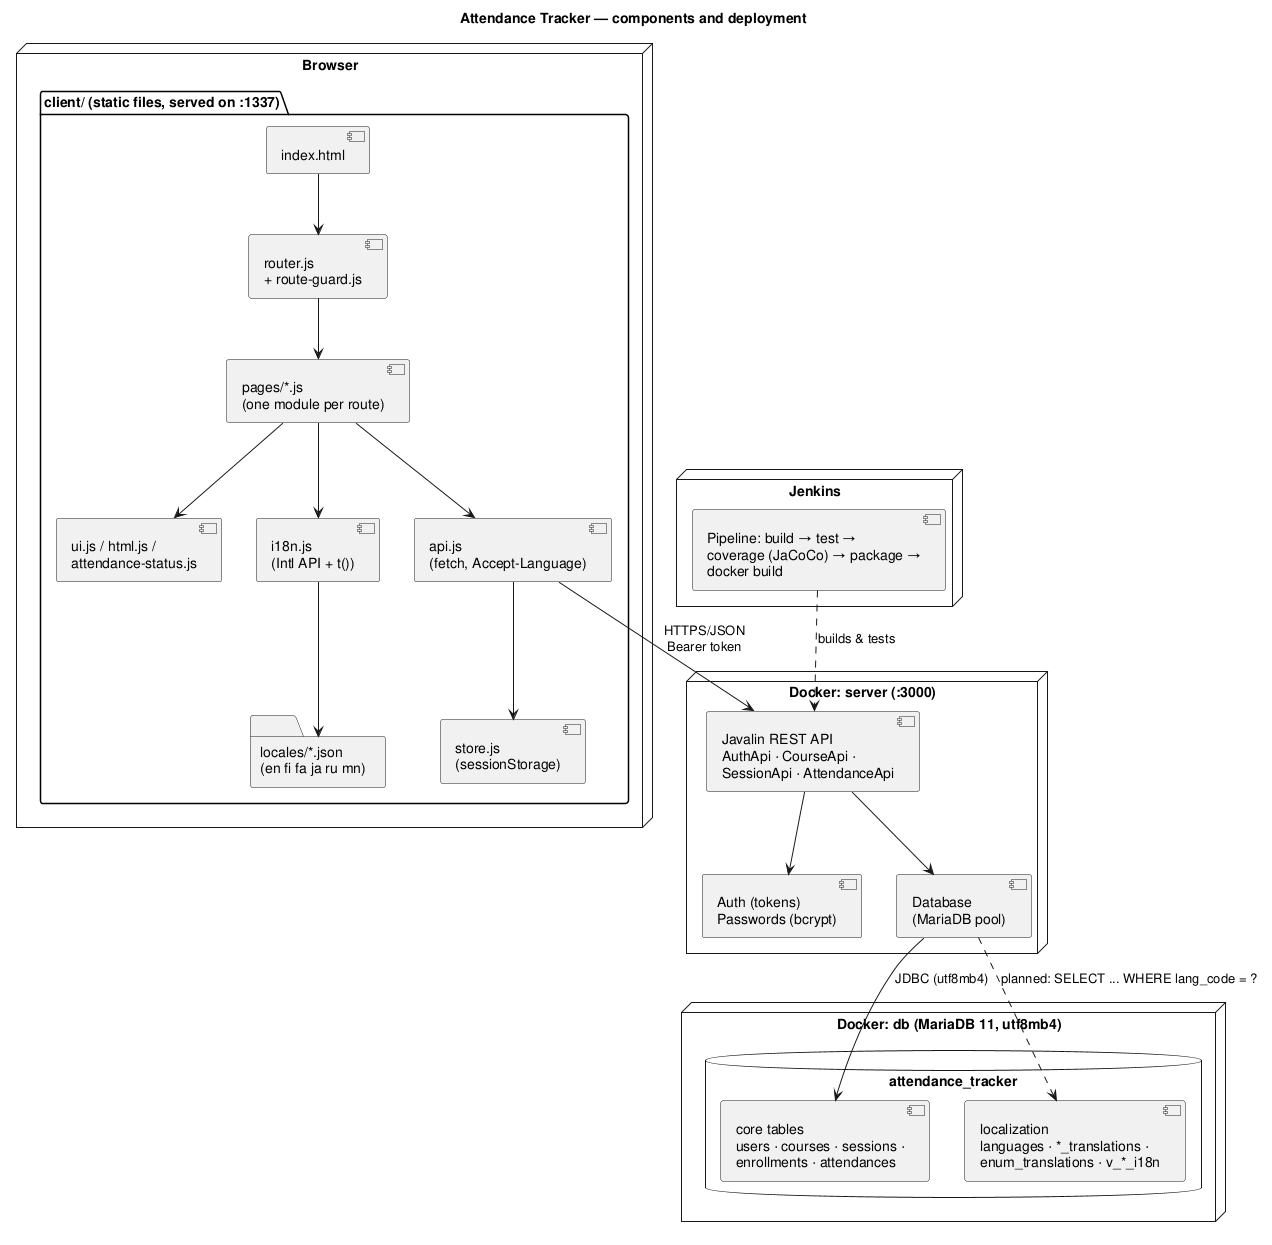 Attendance Tracker — components and deployment
Browser
client/ (static files, served on :1337)
index.html
router.js
+ route-guard.js
pages/*.js
(one module per route)
ui.js / html.js /
attendance-status.js
i18n.js
(Intl API + t())
api.js
(fetch, Accept-Language)
locales/*.json
(en fi fa ja ru mn)
store.js
(sessionStorage)
Jenkins
Pipeline: build → test →
coverage (JaCoCo) → package →
docker build
HTTPS/JSON
Bearer token
builds & tests
Docker: server (:3000)
Javalin REST API
AuthApi · CourseApi ·
SessionApi · AttendanceApi
Auth (tokens)
Passwords (bcrypt)
Database
(MariaDB pool)
JDBC (utf8mb4)
planned: SELECT ... WHERE lang_code = ?
Docker: db (MariaDB 11, utf8mb4)
attendance_tracker
core tables
users · courses · sessions ·
enrollments · attendances
localization
languages · *_translations ·
enum_translations · v_*_i18n